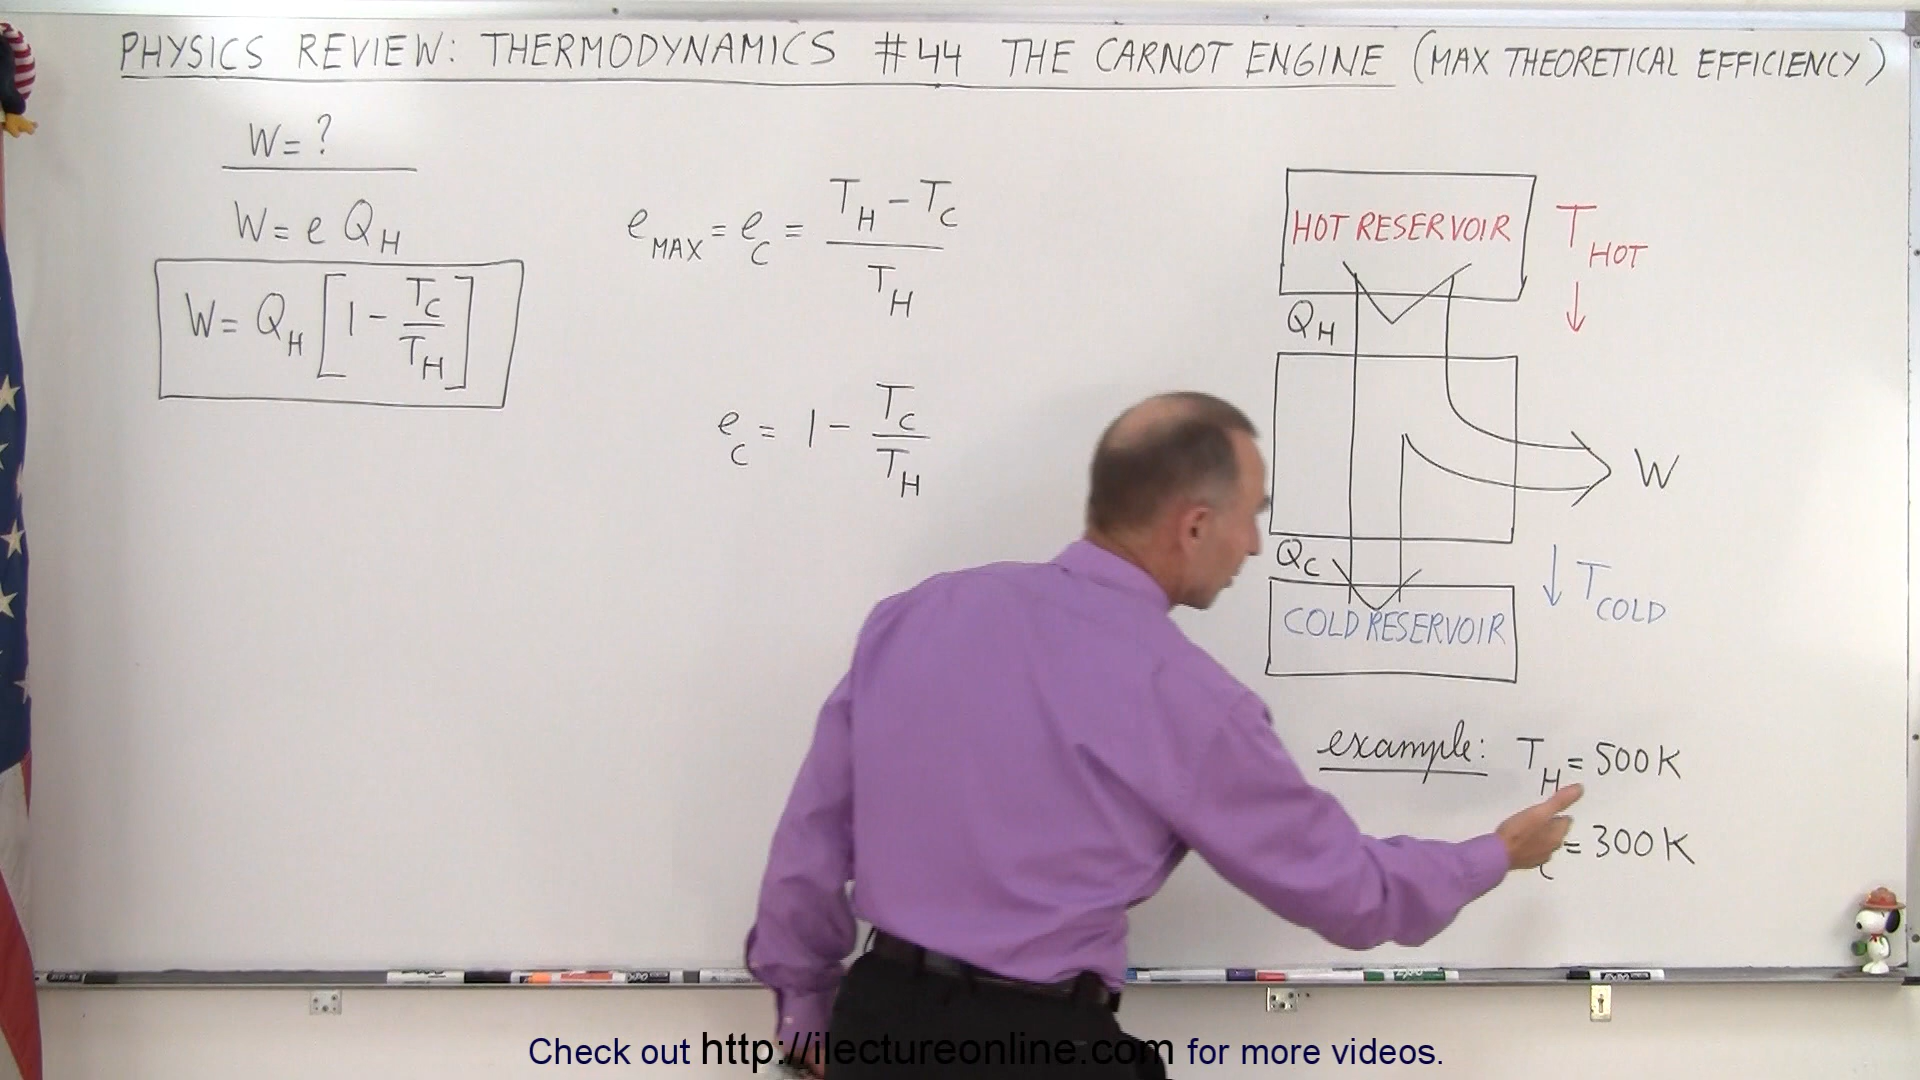 PHYSICS REVIEW: THERMODYNAMICS #44 THE CARNOT ENGINE (MAX THEORETICAL EFFICIENCY)
W = ?
W = e Q_H
W = Q_H [1 - T_C/T_H]
e_MAX = e_C = (T_H - T_C)/T_H
e_C = 1 - T_C/T_H
HOT RESERVOIR
T_HOT
↓
Q_H
W
Q_C
↓ T_COLD
COLD RESERVOIR
example: T_H = 500 K
= 300 K
Check out http://ilectureonline.com for more videos.